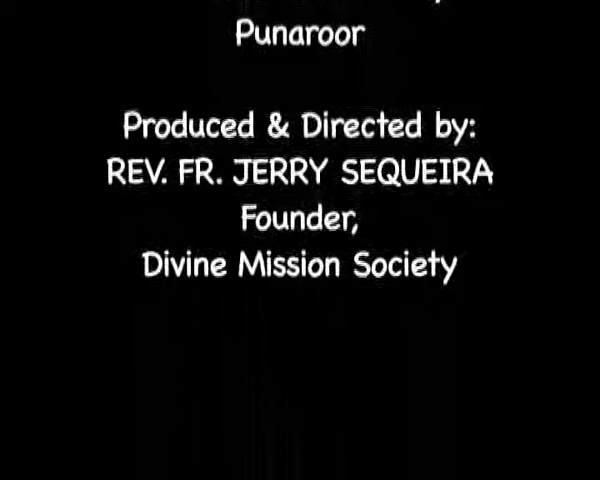 Punaroor
Produced & Directed by:
REV. FR. JERRY SEQUEIRA
Founder,
Divine Mission Society